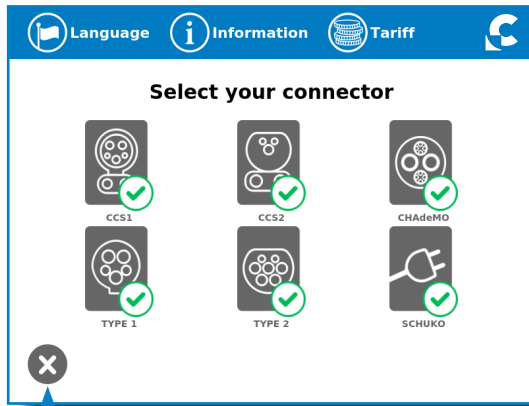 Language Information Tariff
Select your connector
CCS1 CCS2 CHAdeMO
TYPE 1 TYPE 2 SCHUKO